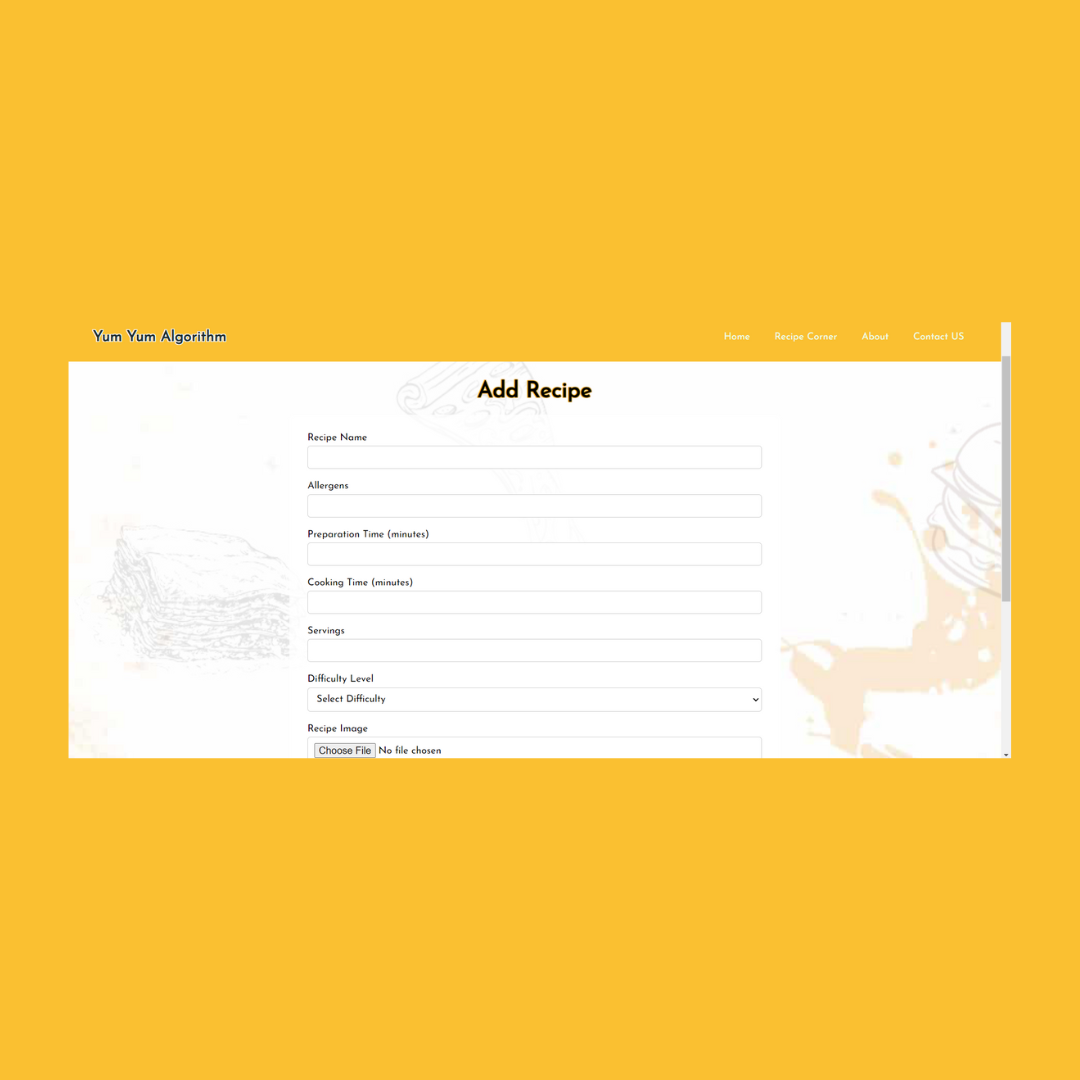 Yum Yum Algorithm
Home Recipe Corner About Contact US
Add Recipe
Recipe Name
Allergens
Preparation Time (minutes)
Cooking Time (minutes)
Servings
Difficulty Level
Select Difficulty
Recipe Image
Choose File No file chosen